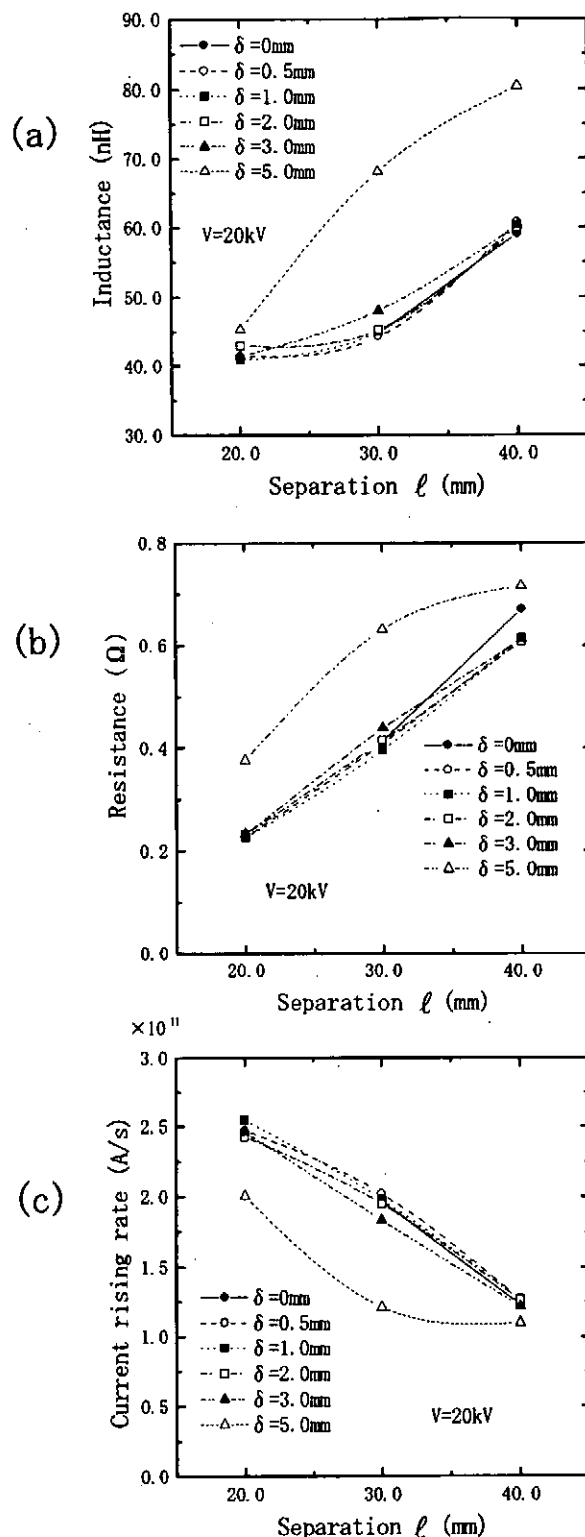 (a)
Inductance (nH)
90.0
80.0
70.0
60.0
50.0
40.0
30.0
δ=0mm
δ=0.5mm
δ=1.0mm
δ=2.0mm
δ=3.0mm
δ=5.0mm
V=20kV
20.0 30.0 40.0
Separation ℓ (mm)
(b)
Resistance (Ω)
0.8
0.6
0.4
0.2
0.0
δ=0mm
δ=0.5mm
δ=1.0mm
δ=2.0mm
δ=3.0mm
δ=5.0mm
V=20kV
20.0 30.0 40.0
Separation ℓ (mm)
(c)
×10¹¹
Current rising rate (A/s)
3.0
2.5
2.0
1.5
1.0
0.5
0.0
δ=0mm
δ=0.5mm
δ=1.0mm
δ=2.0mm
δ=3.0mm
δ=5.0mm
V=20kV
20.0 30.0 40.0
Separation ℓ (mm)